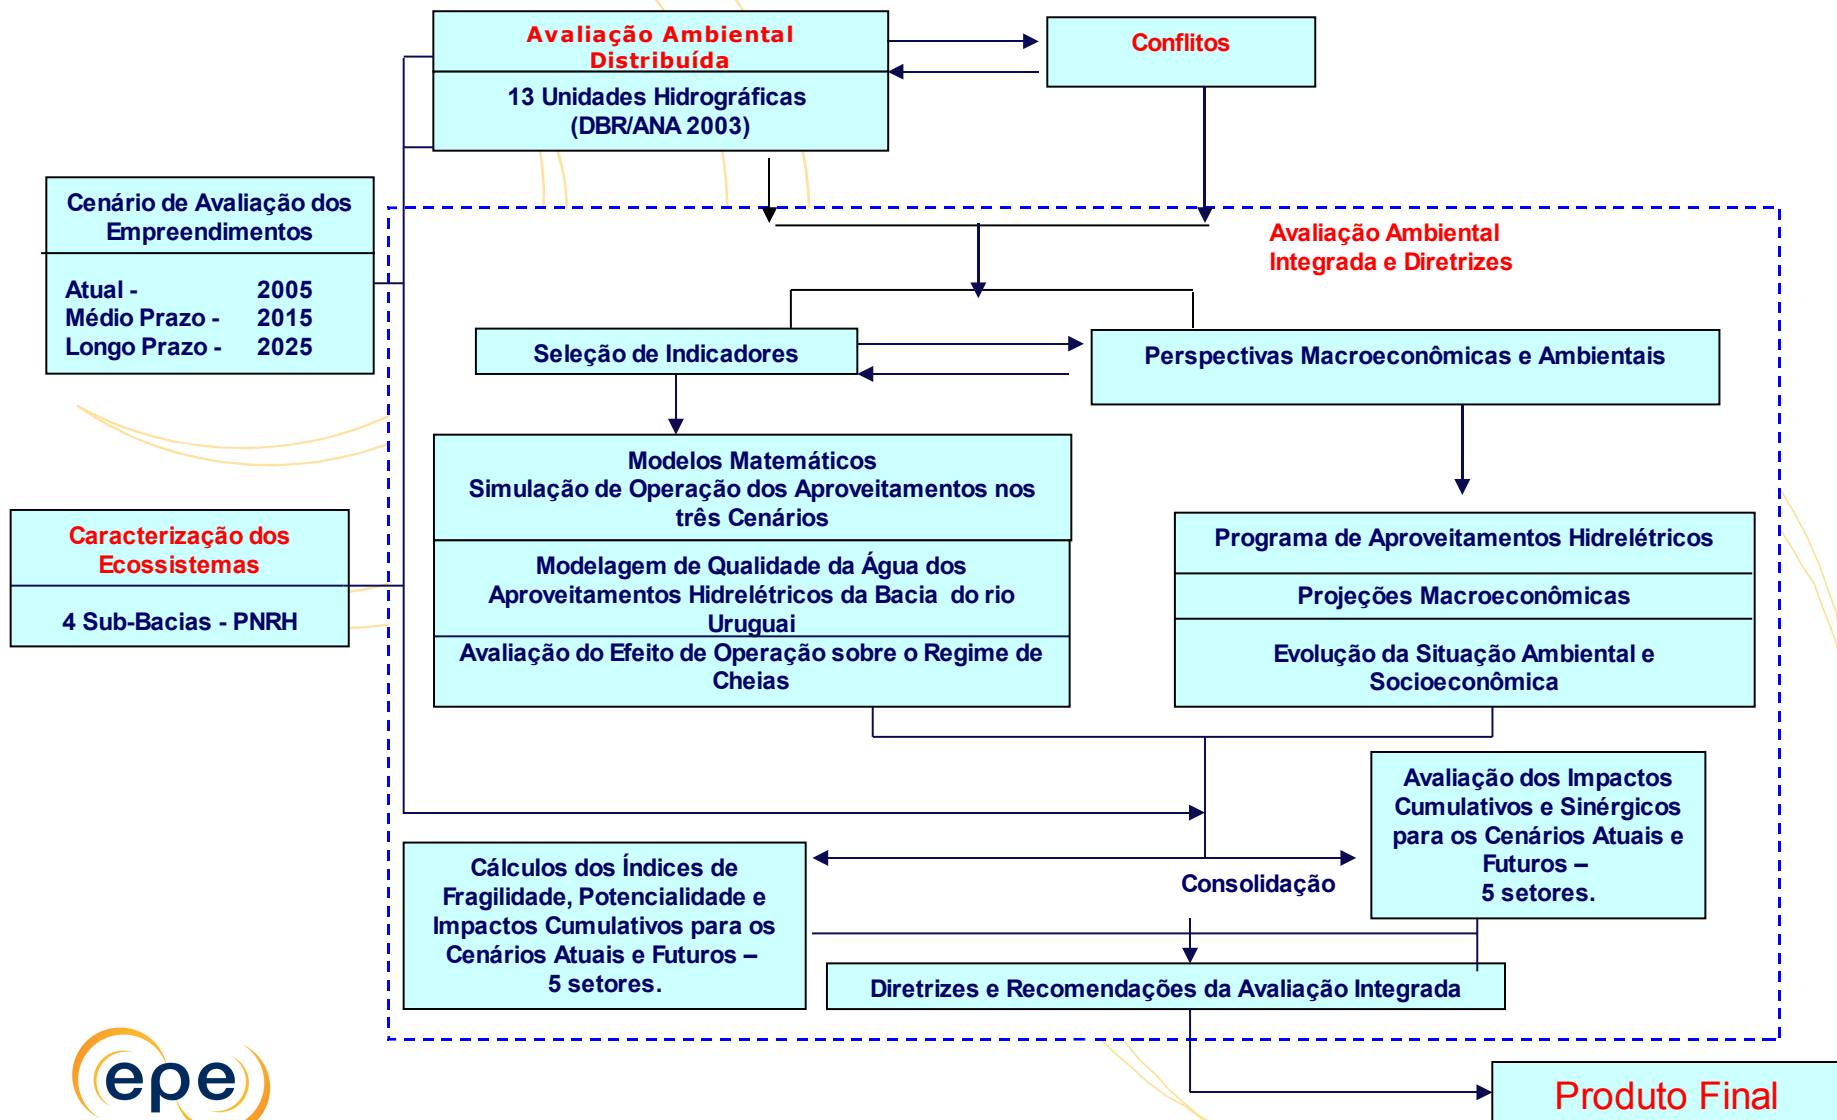 Avaliação Ambiental
Distribuída
13 Unidades Hidrográficas
(DBR/ANA 2003)
Conflitos
Cenário de Avaliação dos
Empreendimentos
Atual - 2005
Médio Prazo - 2015
Longo Prazo - 2025
Avaliação Ambiental
Integrada e Diretrizes
Seleção de Indicadores
Perspectivas Macroeconômicas e Ambientais
Modelos Matemáticos
Simulação de Operação dos Aproveitamentos nos
três Cenários
Modelagem de Qualidade da Água dos
Aproveitamentos Hidrelétricos da Bacia do rio
Uruguai
Avaliação do Efeito de Operação sobre o Regime de
Cheias
Caracterização dos
Ecossistemas
4 Sub-Bacias - PNRH
Programa de Aproveitamentos Hidrelétricos
Projeções Macroeconômicas
Evolução da Situação Ambiental e
Socioeconômica
Avaliação dos Impactos
Cumulativos e Sinérgicos
para os Cenários Atuais e
Futuros –
5 setores.
Cálculos dos Índices de
Fragilidade, Potencialidade e
Impactos Cumulativos para os
Cenários Atuais e Futuros –
5 setores.
Consolidação
Diretrizes e Recomendações da Avaliação Integrada
epe
Produto Final